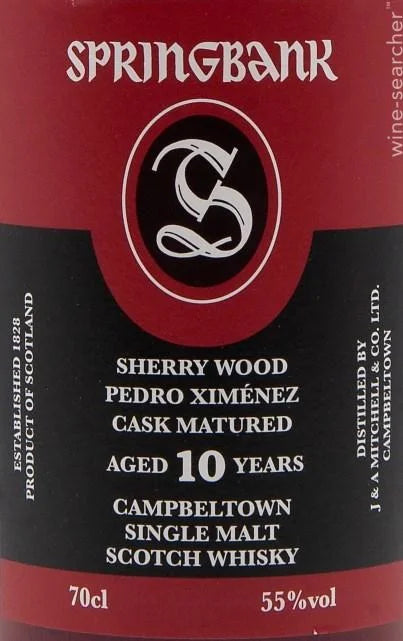 SPRINGBANK
S
SHERRY WOOD
PEDRO XIMÉNEZ
CASK MATURED
AGED 10 YEARS
CAMPBELTOWN
SINGLE MALT
SCOTCH WHISKY
ESTABLISHED 1828
PRODUCT OF SCOTLAND
DISTILLED BY
J & A MITCHELL & CO. LTD.
CAMPBELTOWN
70cl
55%vol
wine-searcher™